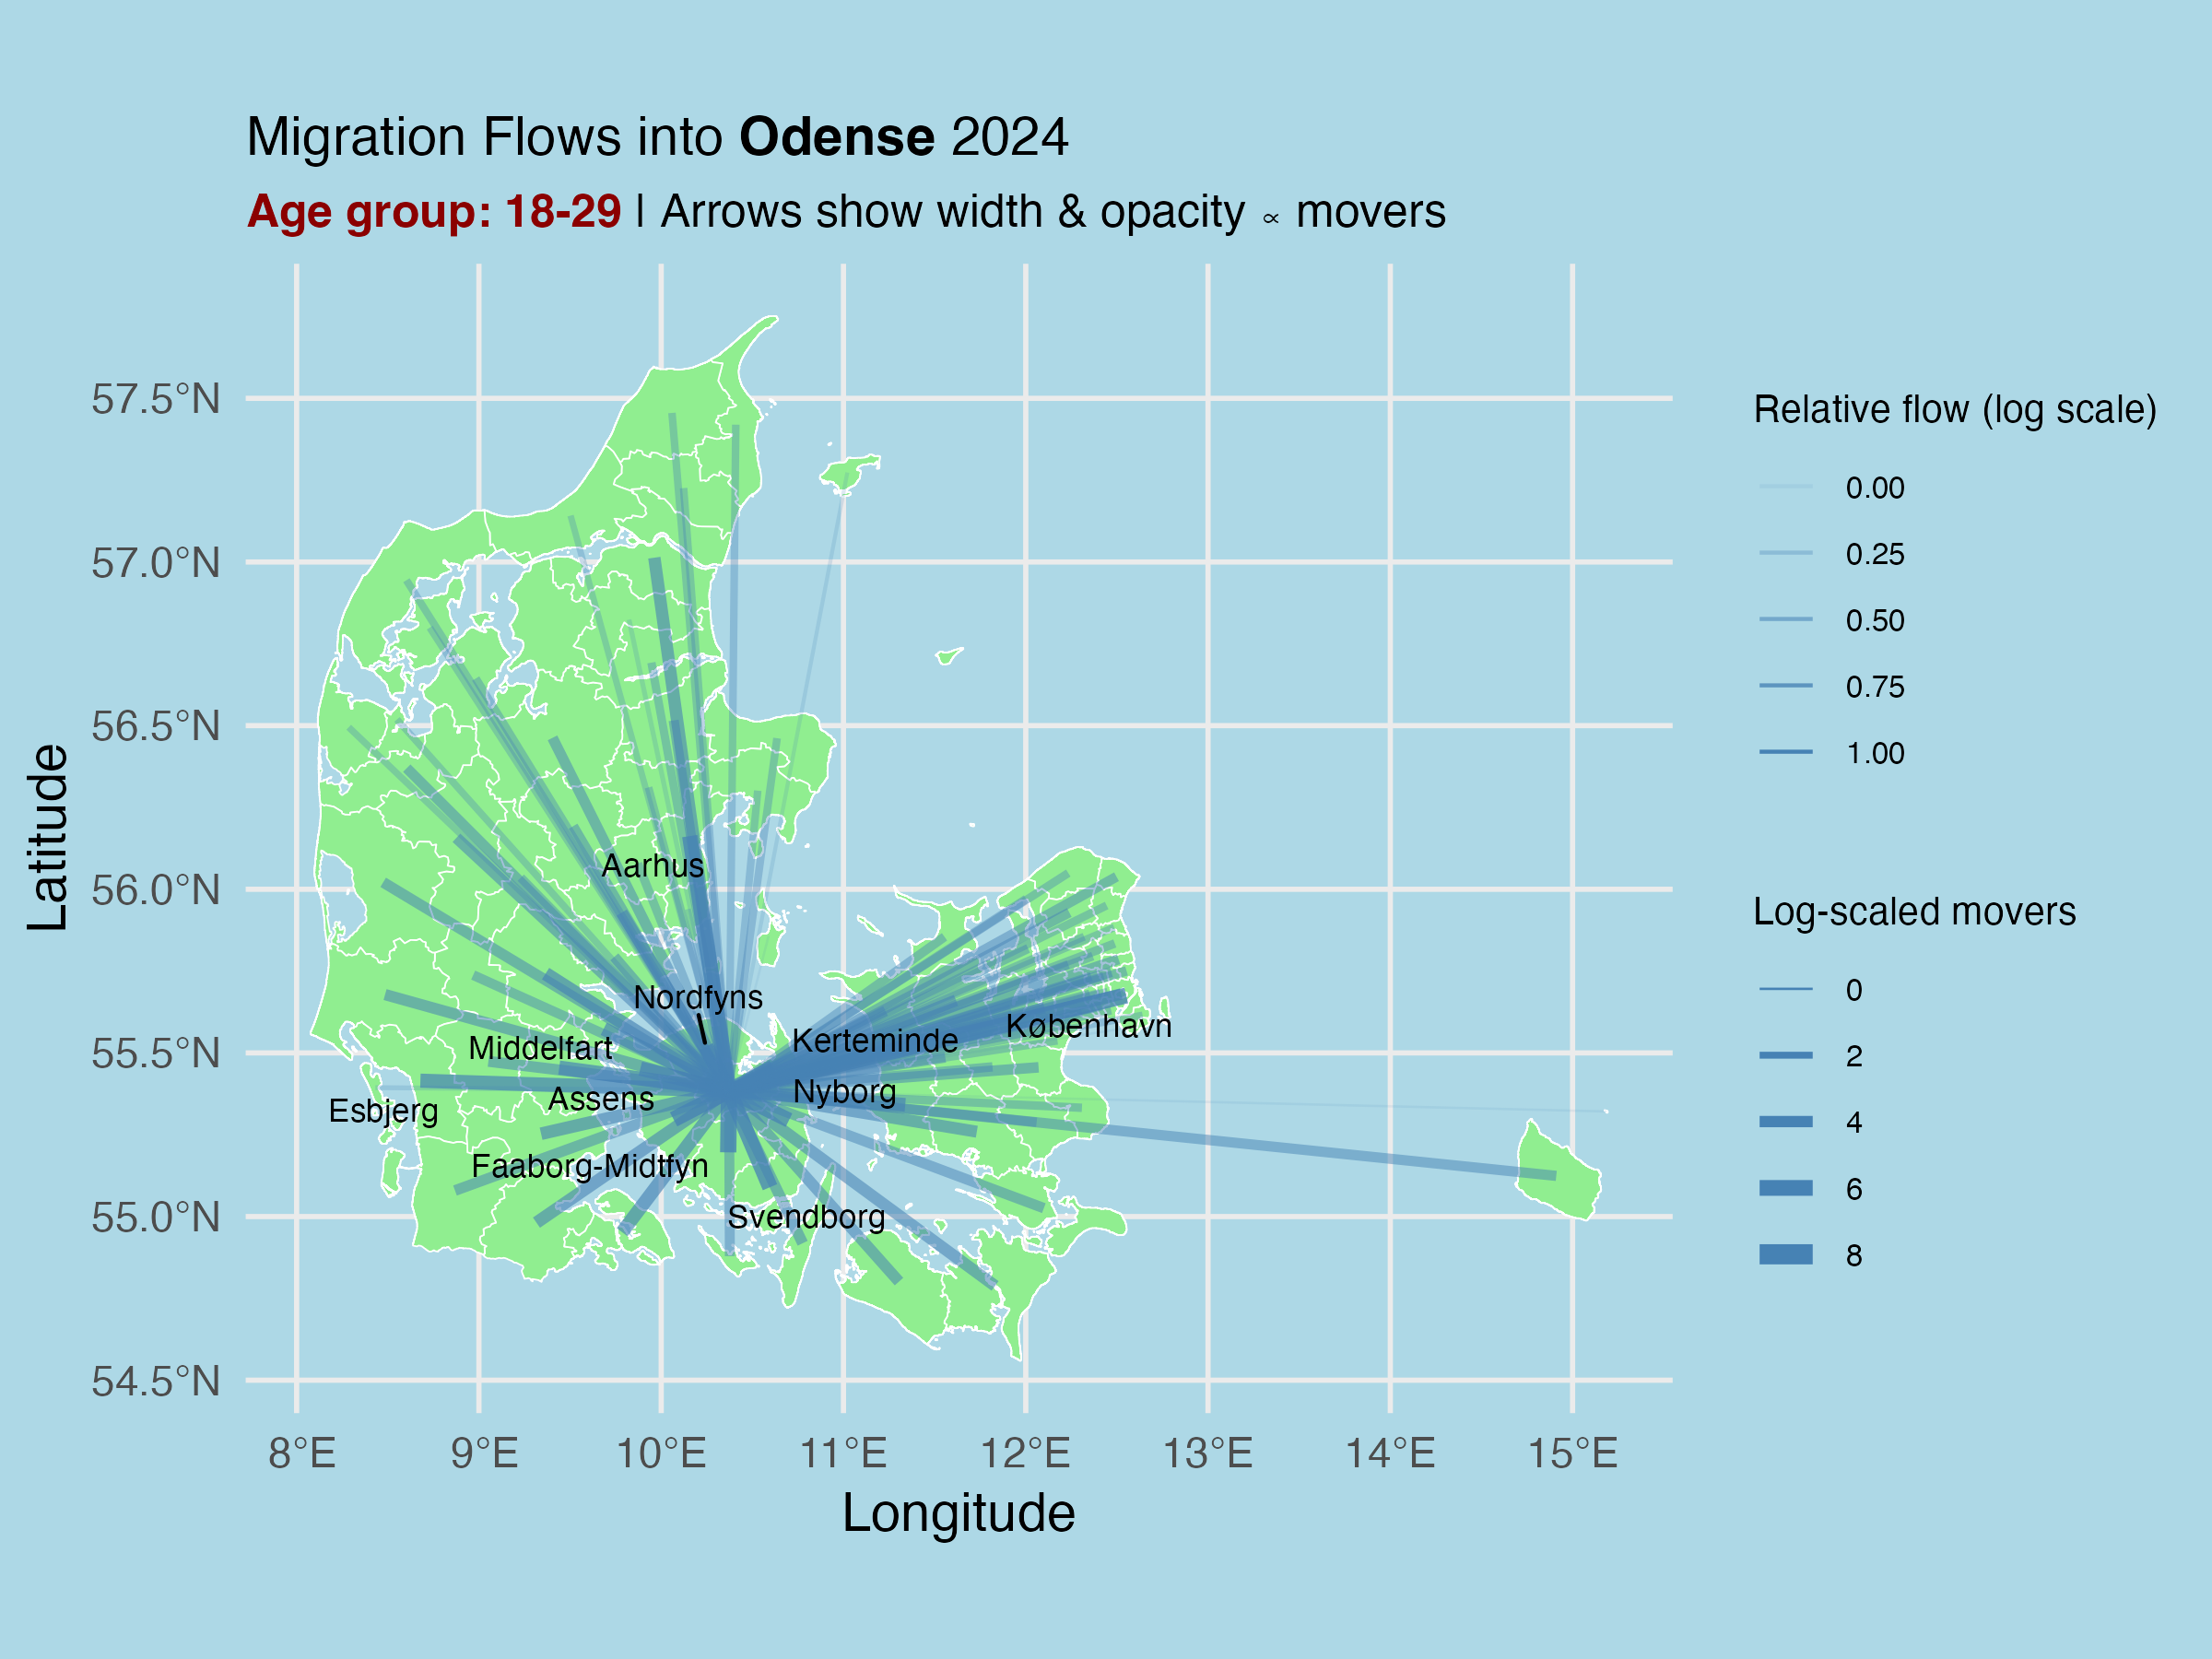 Migration Flows into Odense 2024
Age group: 18-29 | Arrows show width & opacity ∝ movers
57.5°N
57.0°N
56.5°N
56.0°N
55.5°N
55.0°N
54.5°N
Latitude
Aarhus
Nordfyns
Kerteminde
København
Middelfart
Nyborg
Assens
Esbjerg
Faaborg-Midtfyn
Svendborg
8°E
9°E
10°E
11°E
12°E
13°E
14°E
15°E
Longitude
Relative flow (log scale)
0.00
0.25
0.50
0.75
1.00
Log-scaled movers
0
2
4
6
8